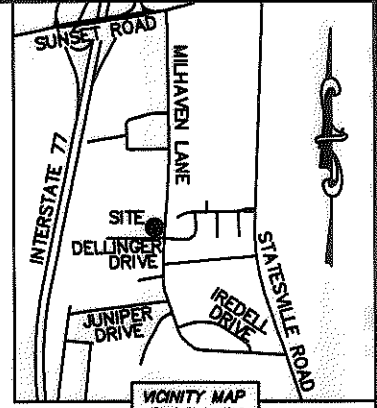 SUNSET ROAD
MILHAVEN LANE
INTERSTATE 77
SITE
DELLINGER
DRIVE
STATESVILLE ROAD
JUNIPER
DRIVE
IREDELL
DRIVE
VICINITY MAP